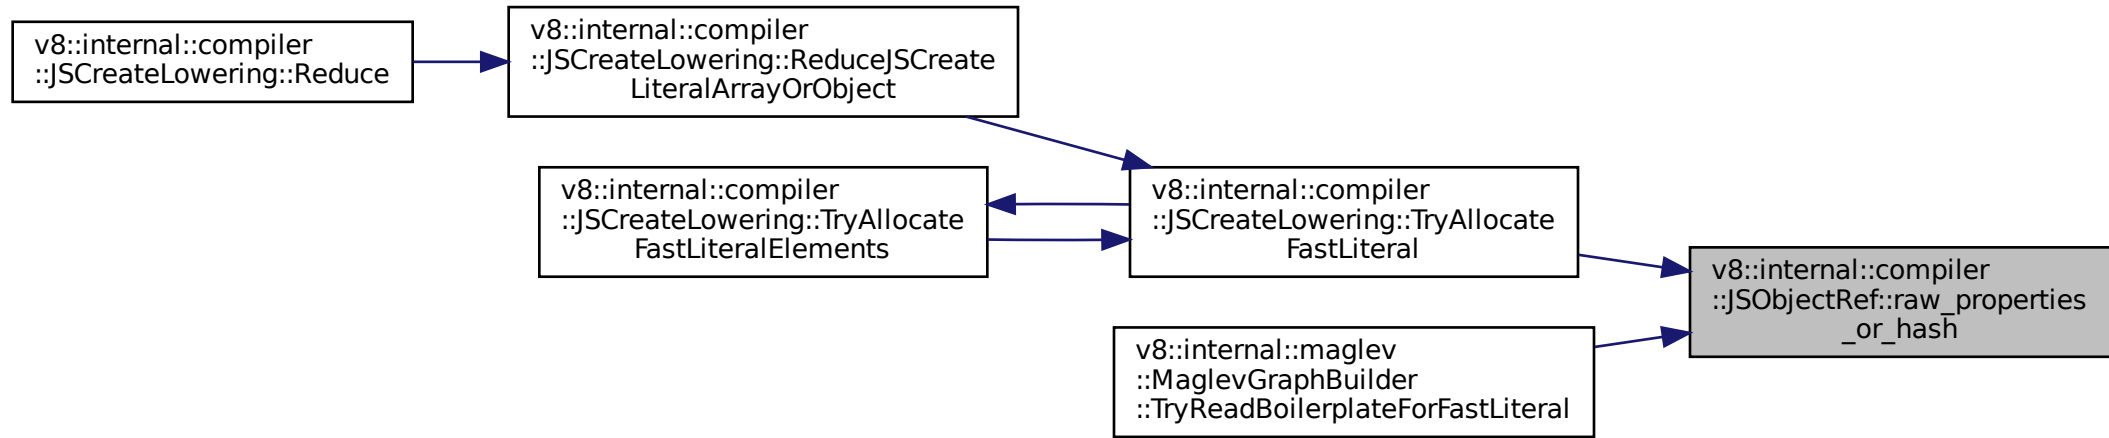 v8::internal::compiler
::JSCreateLowering::Reduce
v8::internal::compiler
::JSCreateLowering::ReduceJSCreate
LiteralArrayOrObject
v8::internal::compiler
::JSCreateLowering::TryAllocate
FastLiteralElements
v8::internal::compiler
::JSCreateLowering::TryAllocate
FastLiteral
v8::internal::maglev
::MaglevGraphBuilder
::TryReadBoilerplateForFastLiteral
v8::internal::compiler
::JSObjectRef::raw_properties
_or_hash